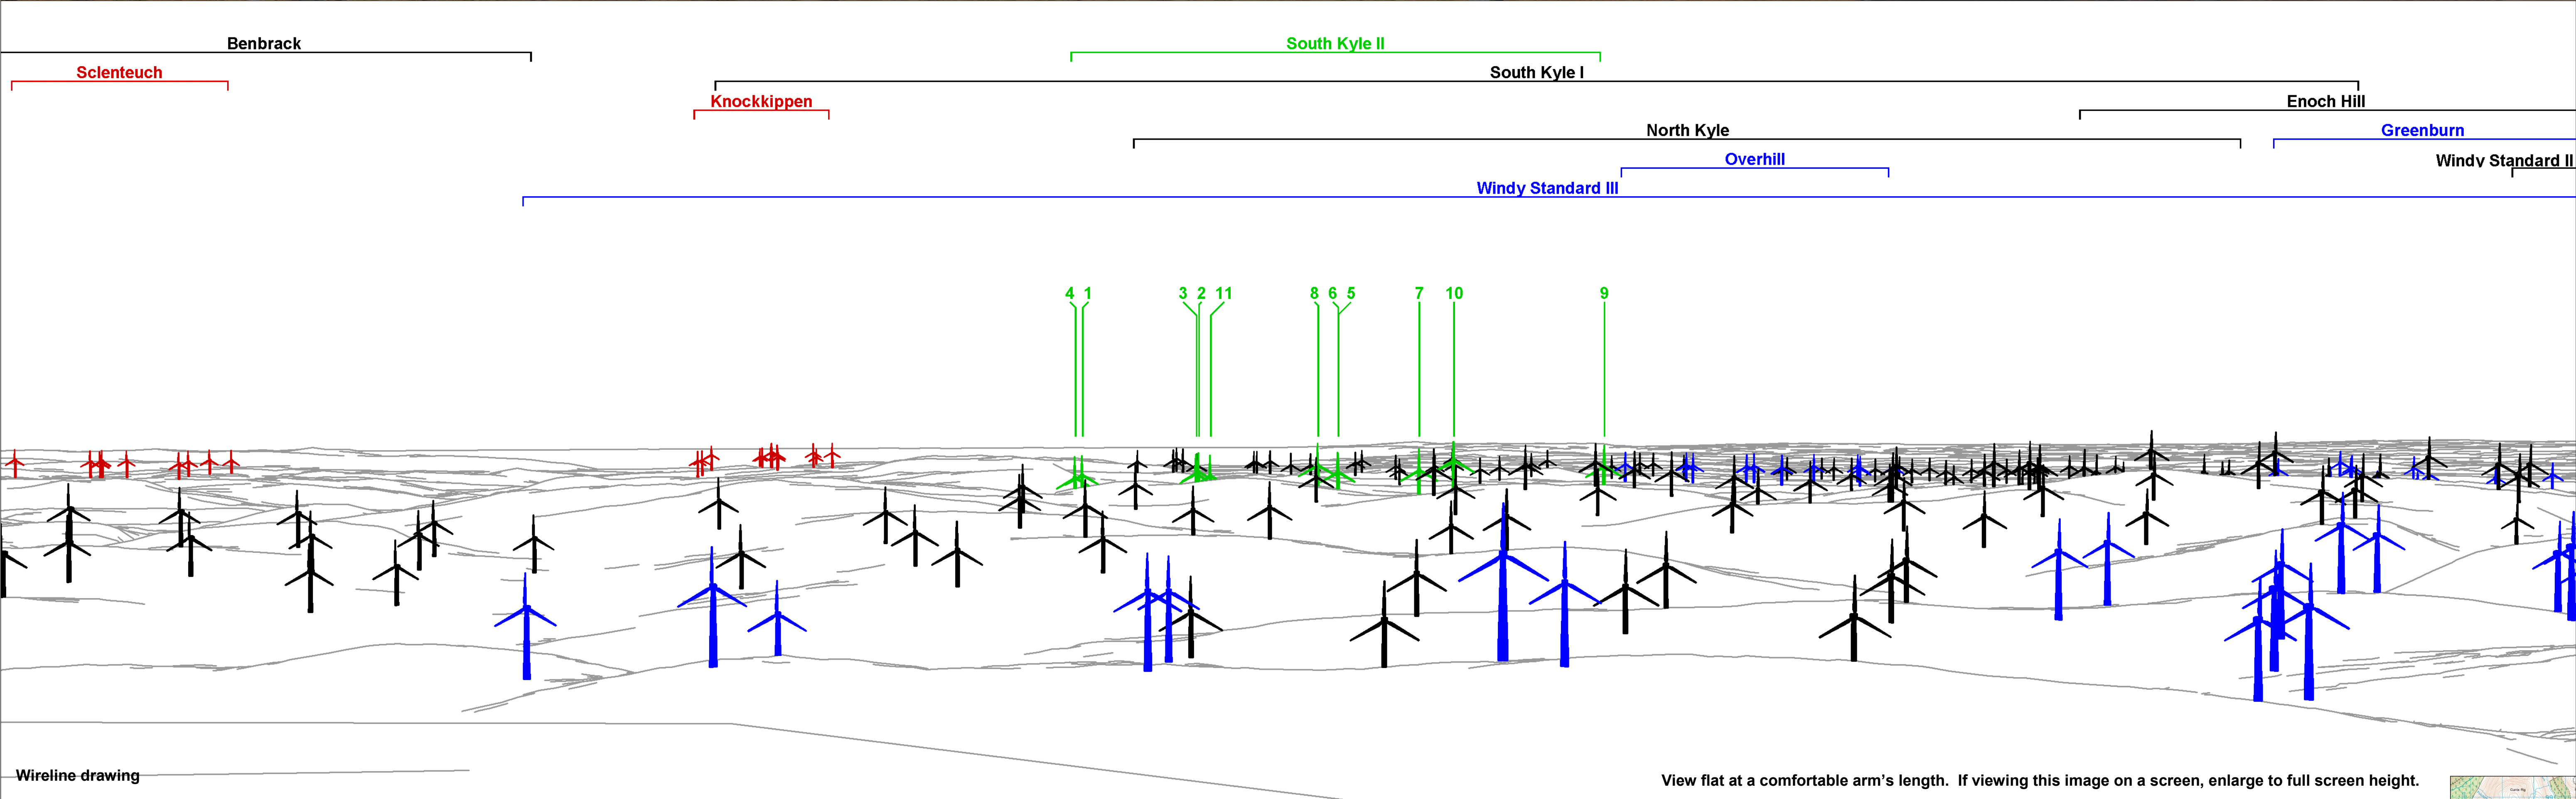 Benbrack
South Kyle II
Sclenteuch
South Kyle I
Knockkippen
Enoch Hill
North Kyle
Greenburn
Overhill
Windy Standard II
Windy Standard III
4 1 3 2 11 8 6 5 7 10 9
Wireline drawing
View flat at a comfortable arm's length. If viewing this image on a screen, enlarge to full screen height.